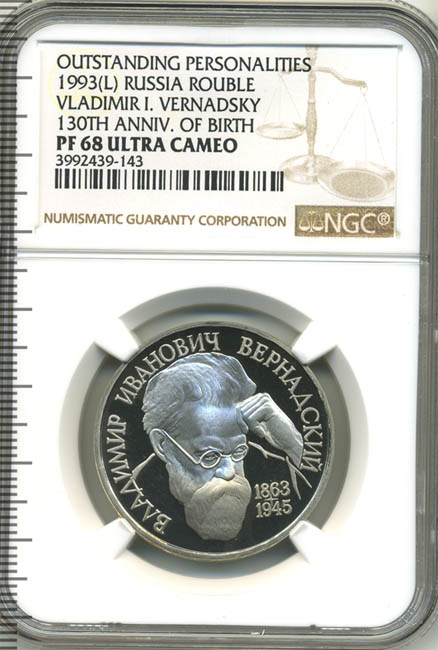 OUTSTANDING PERSONALITIES
1993(L) RUSSIA ROUBLE
VLADIMIR I. VERNADSKY
130TH ANNIV. OF BIRTH
PF 68 ULTRA CAMEO
3992439-143
NUMISMATIC GUARANTY CORPORATION
NGC®
ВЛАДИМИР ИВАНОВИЧ ВЕРНАДСКИЙ
1863
1945